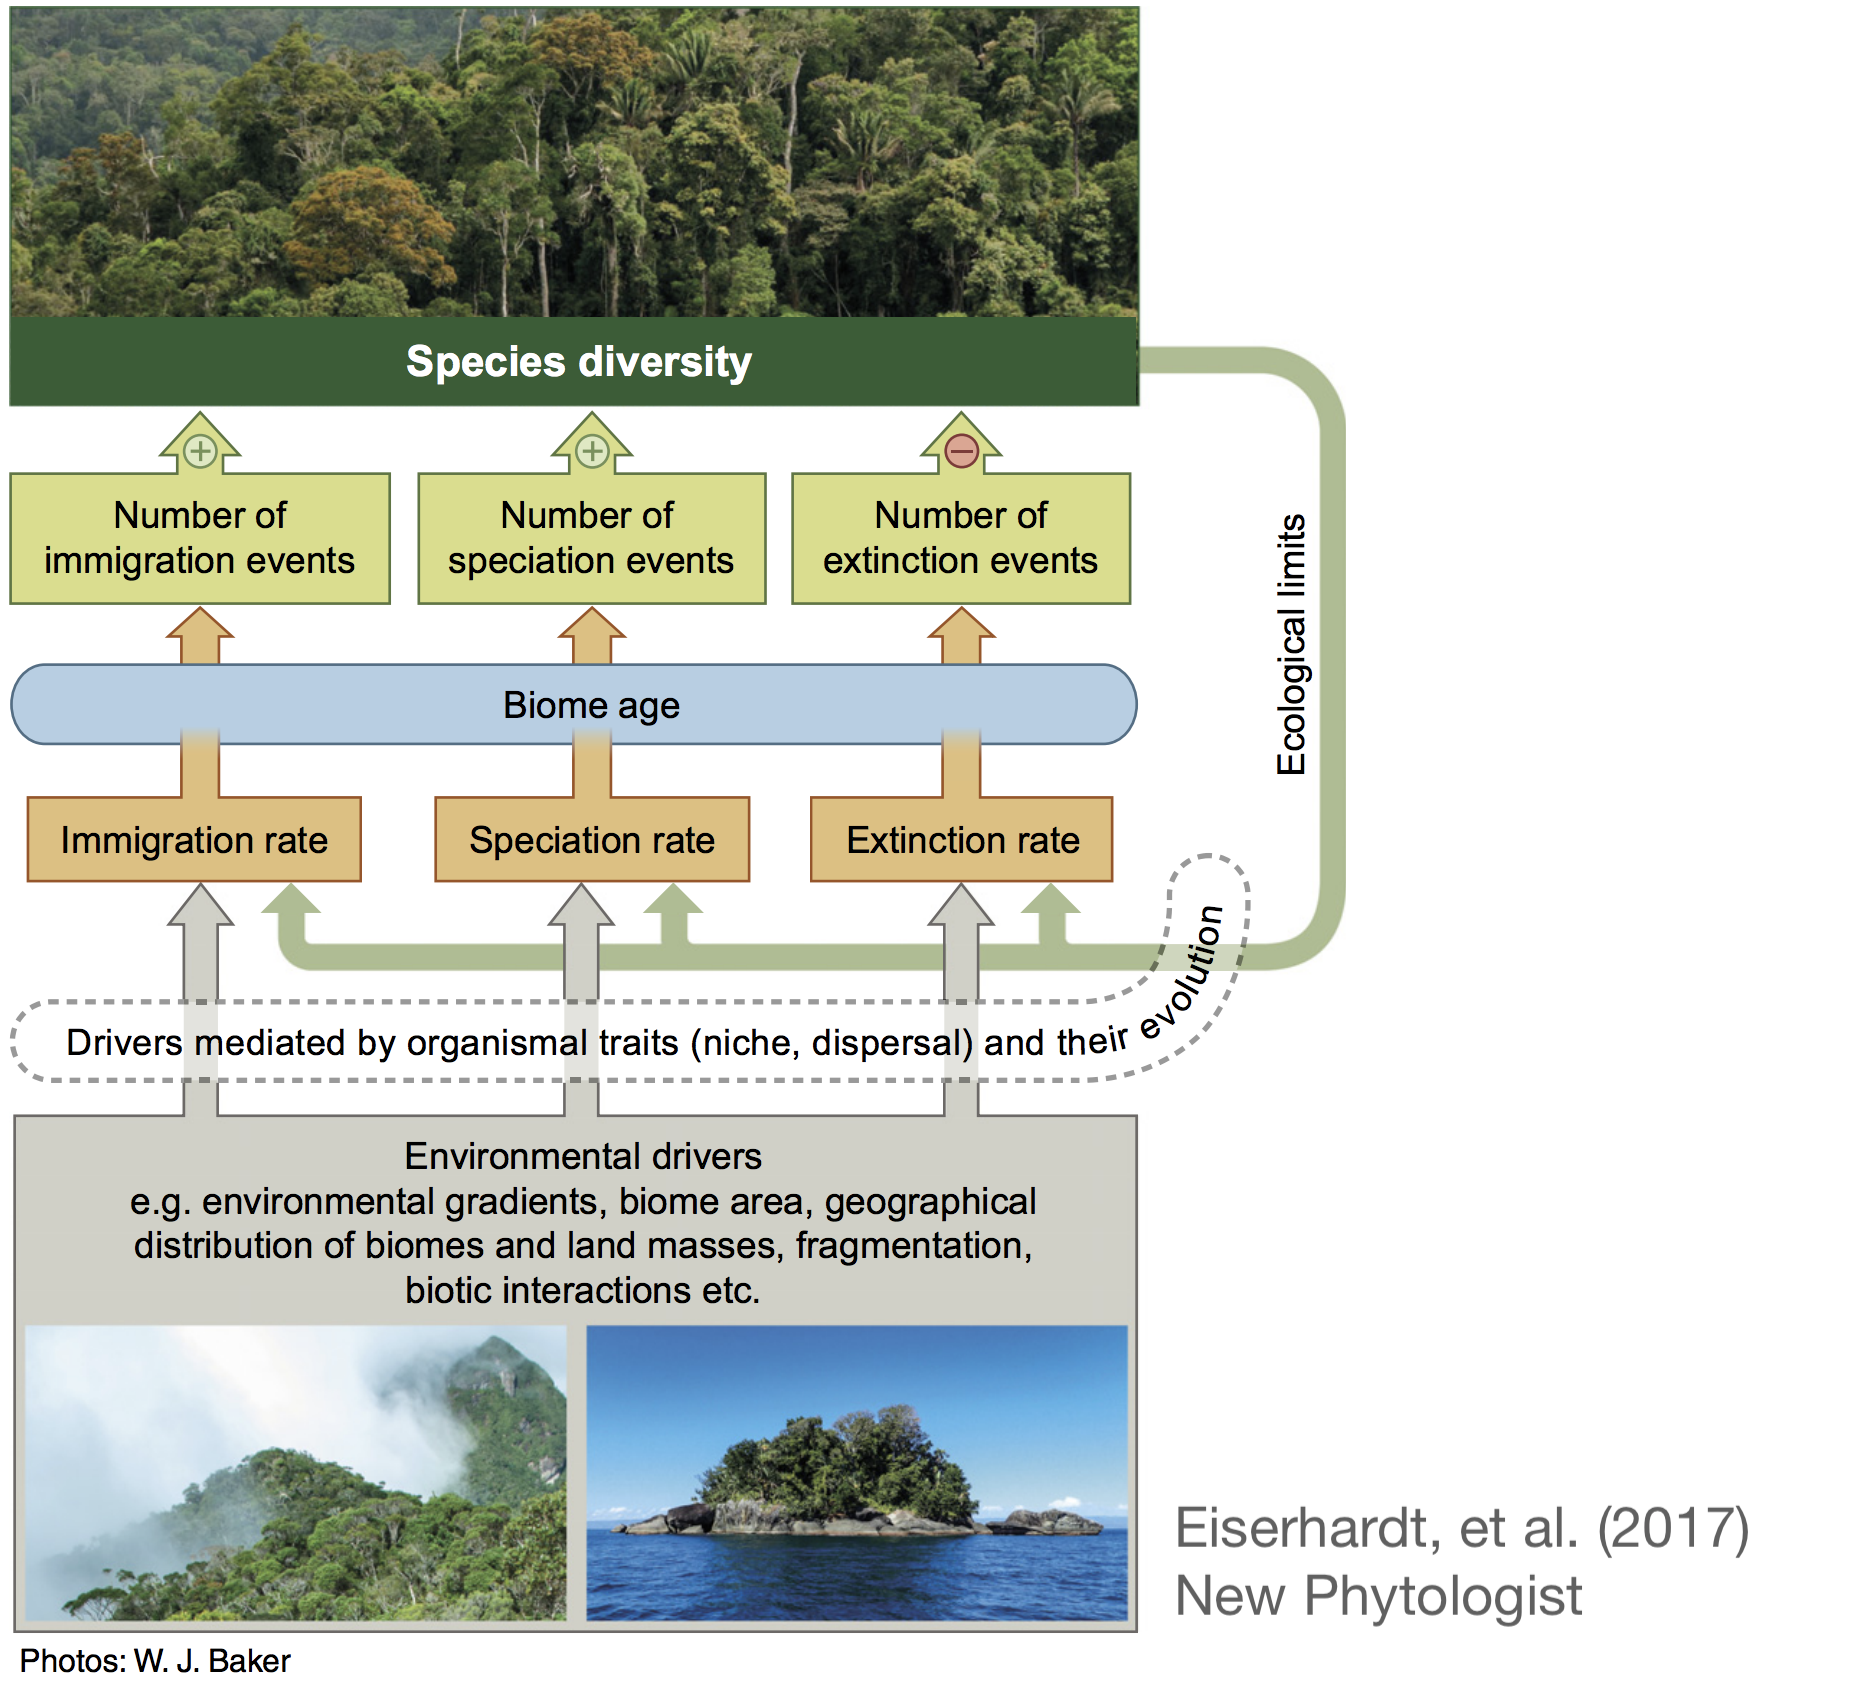 Species diversity
Number of
immigration events
Number of
speciation events
Number of
extinction events
Ecological limits
Biome age
Immigration rate
Speciation rate
Extinction rate
Drivers mediated by organismal traits (niche, dispersal) and their evolution
Environmental drivers
e.g. environmental gradients, biome area, geographical
distribution of biomes and land masses, fragmentation,
biotic interactions etc.
Eiserhardt, et al. (2017)
New Phytologist
Photos: W. J. Baker